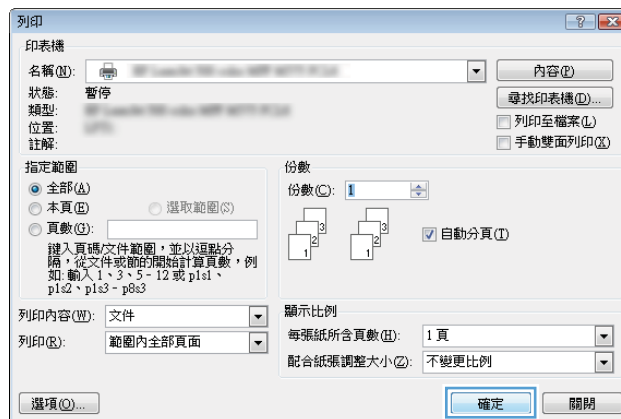 列印
印表機
名稱(N):
內容(P)
狀態: 暫停
尋找印表機(D)...
類型:
位置:
列印至檔案(L)
註解:
手動雙面列印(X)
指定範圍
全部(A)
本頁(E) 選取範圍(S)
頁數(G):
鍵入頁碼/文件範圍，並以逗點分
隔，從文件或節的開始計算頁數，例
如: 輸入 1、3、5-12 或 p1s1、
p1s2、p1s3-p8s3
份數
份數(C): 1
1 2 3 1 2 3
自動分頁(T)
列印內容(W): 文件
列印(R): 範圍內全部頁面
顯示比例
每張紙所含頁數(H): 1 頁
配合紙張調整大小(Z): 不變更比例
選項(O)...
確定
關閉